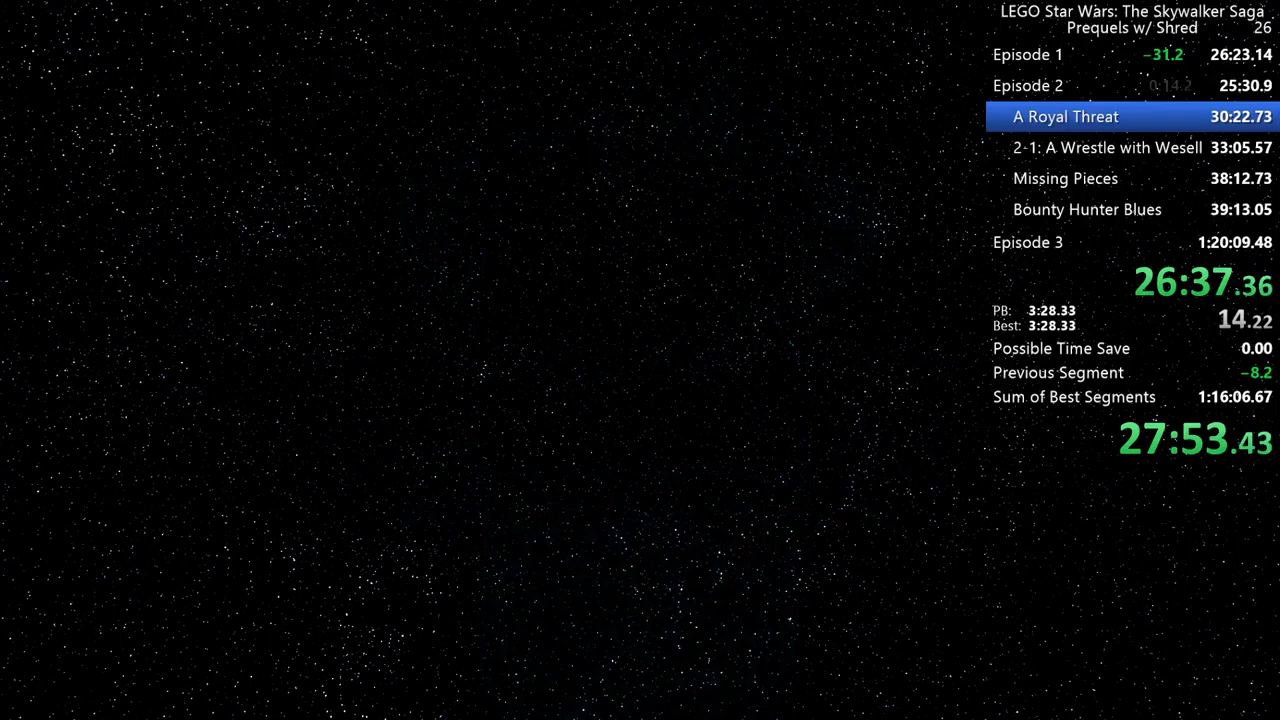 LEGO Star Wars: The Skywalker Saga
Prequels w/ Shred 26
Episode 1 −31.2 26:23.14
Episode 2 0:14.2 25:30.9
A Royal Threat 30:22.73
2-1: A Wrestle with Wesell 33:05.57
Missing Pieces 38:12.73
Bounty Hunter Blues 39:13.05
Episode 3 1:20:09.48
26:37.36
PB: 3:28.33 14.22
Best: 3:28.33
Possible Time Save 0.00
Previous Segment −8.2
Sum of Best Segments 1:16:06.67
27:53.43